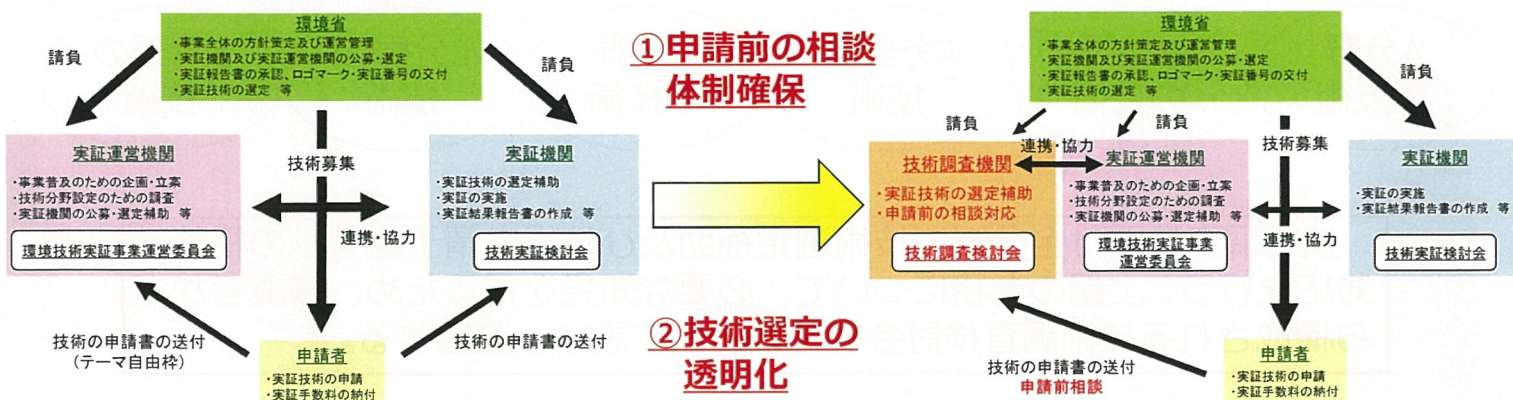 環境省
・事業全体の方針策定及び運営管理
・実証機関及び実証運営機関の公募・選定
・実証報告書の承認、ロゴマーク・実証番号の交付
・実証技術の選定 等
請負
請負
実証運営機関
・事業普及のための企画・立案
・技術分野設定のための調査
・実証機関の公募・選定補助 等
環境技術実証事業運営委員会
技術募集
連携・協力
実証機関
・実証技術の選定補助
・実証の実施
・実証結果報告書の作成 等
技術実証検討会
技術の申請書の送付
(テーマ自由枠)
技術の申請書の送付
申請者
・実証技術の申請
・実証手数料の納付
①申請前の相談
体制確保
②技術選定の
透明化
環境省
・事業全体の方針策定及び運営管理
・実証機関及び実証運営機関の公募・選定
・実証報告書の承認、ロゴマーク・実証番号の交付
・実証技術の選定 等
請負
請負
請負
技術調査機関
・実証技術の選定補助
・申請前の相談対応
技術調査検討会
連携・協力
実証運営機関
・事業普及のための企画・立案
・技術分野設定のための調査
・実証機関の公募・選定補助 等
環境技術実証事業
運営委員会
技術募集
連携・協力
実証機関
・実証の実施
・実証結果報告書の作成 等
技術実証検討会
技術の申請書の送付
申請前相談
申請者
・実証技術の申請
・実証手数料の納付